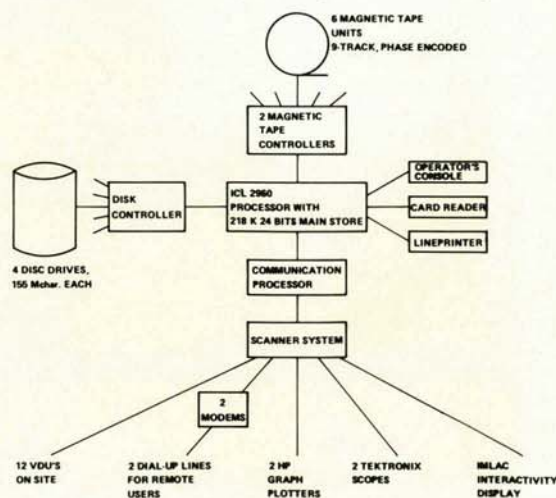 6 MAGNETIC TAPE
UNITS
9-TRACK, PHASE ENCODED
2 MAGNETIC
TAPE
CONTROLLERS
DISK
CONTROLLER
ICL 2960
PROCESSOR WITH
218 K 24 BITS MAIN STORE
OPERATOR'S
CONSOLE
CARD READER
LINEPRINTER
4 DISC DRIVES,
155 Mchar. EACH
COMMUNICATION
PROCESSOR
SCANNER SYSTEM
2
MODEMS
12 VDU'S
ON SITE
2 DIAL-UP LINES
FOR REMOTE
USERS
2 HP
GRAPH
PLOTTERS
2 TEKTRONIX
SCOPES
IMLAC
INTERACTIVITY
DISPLAY